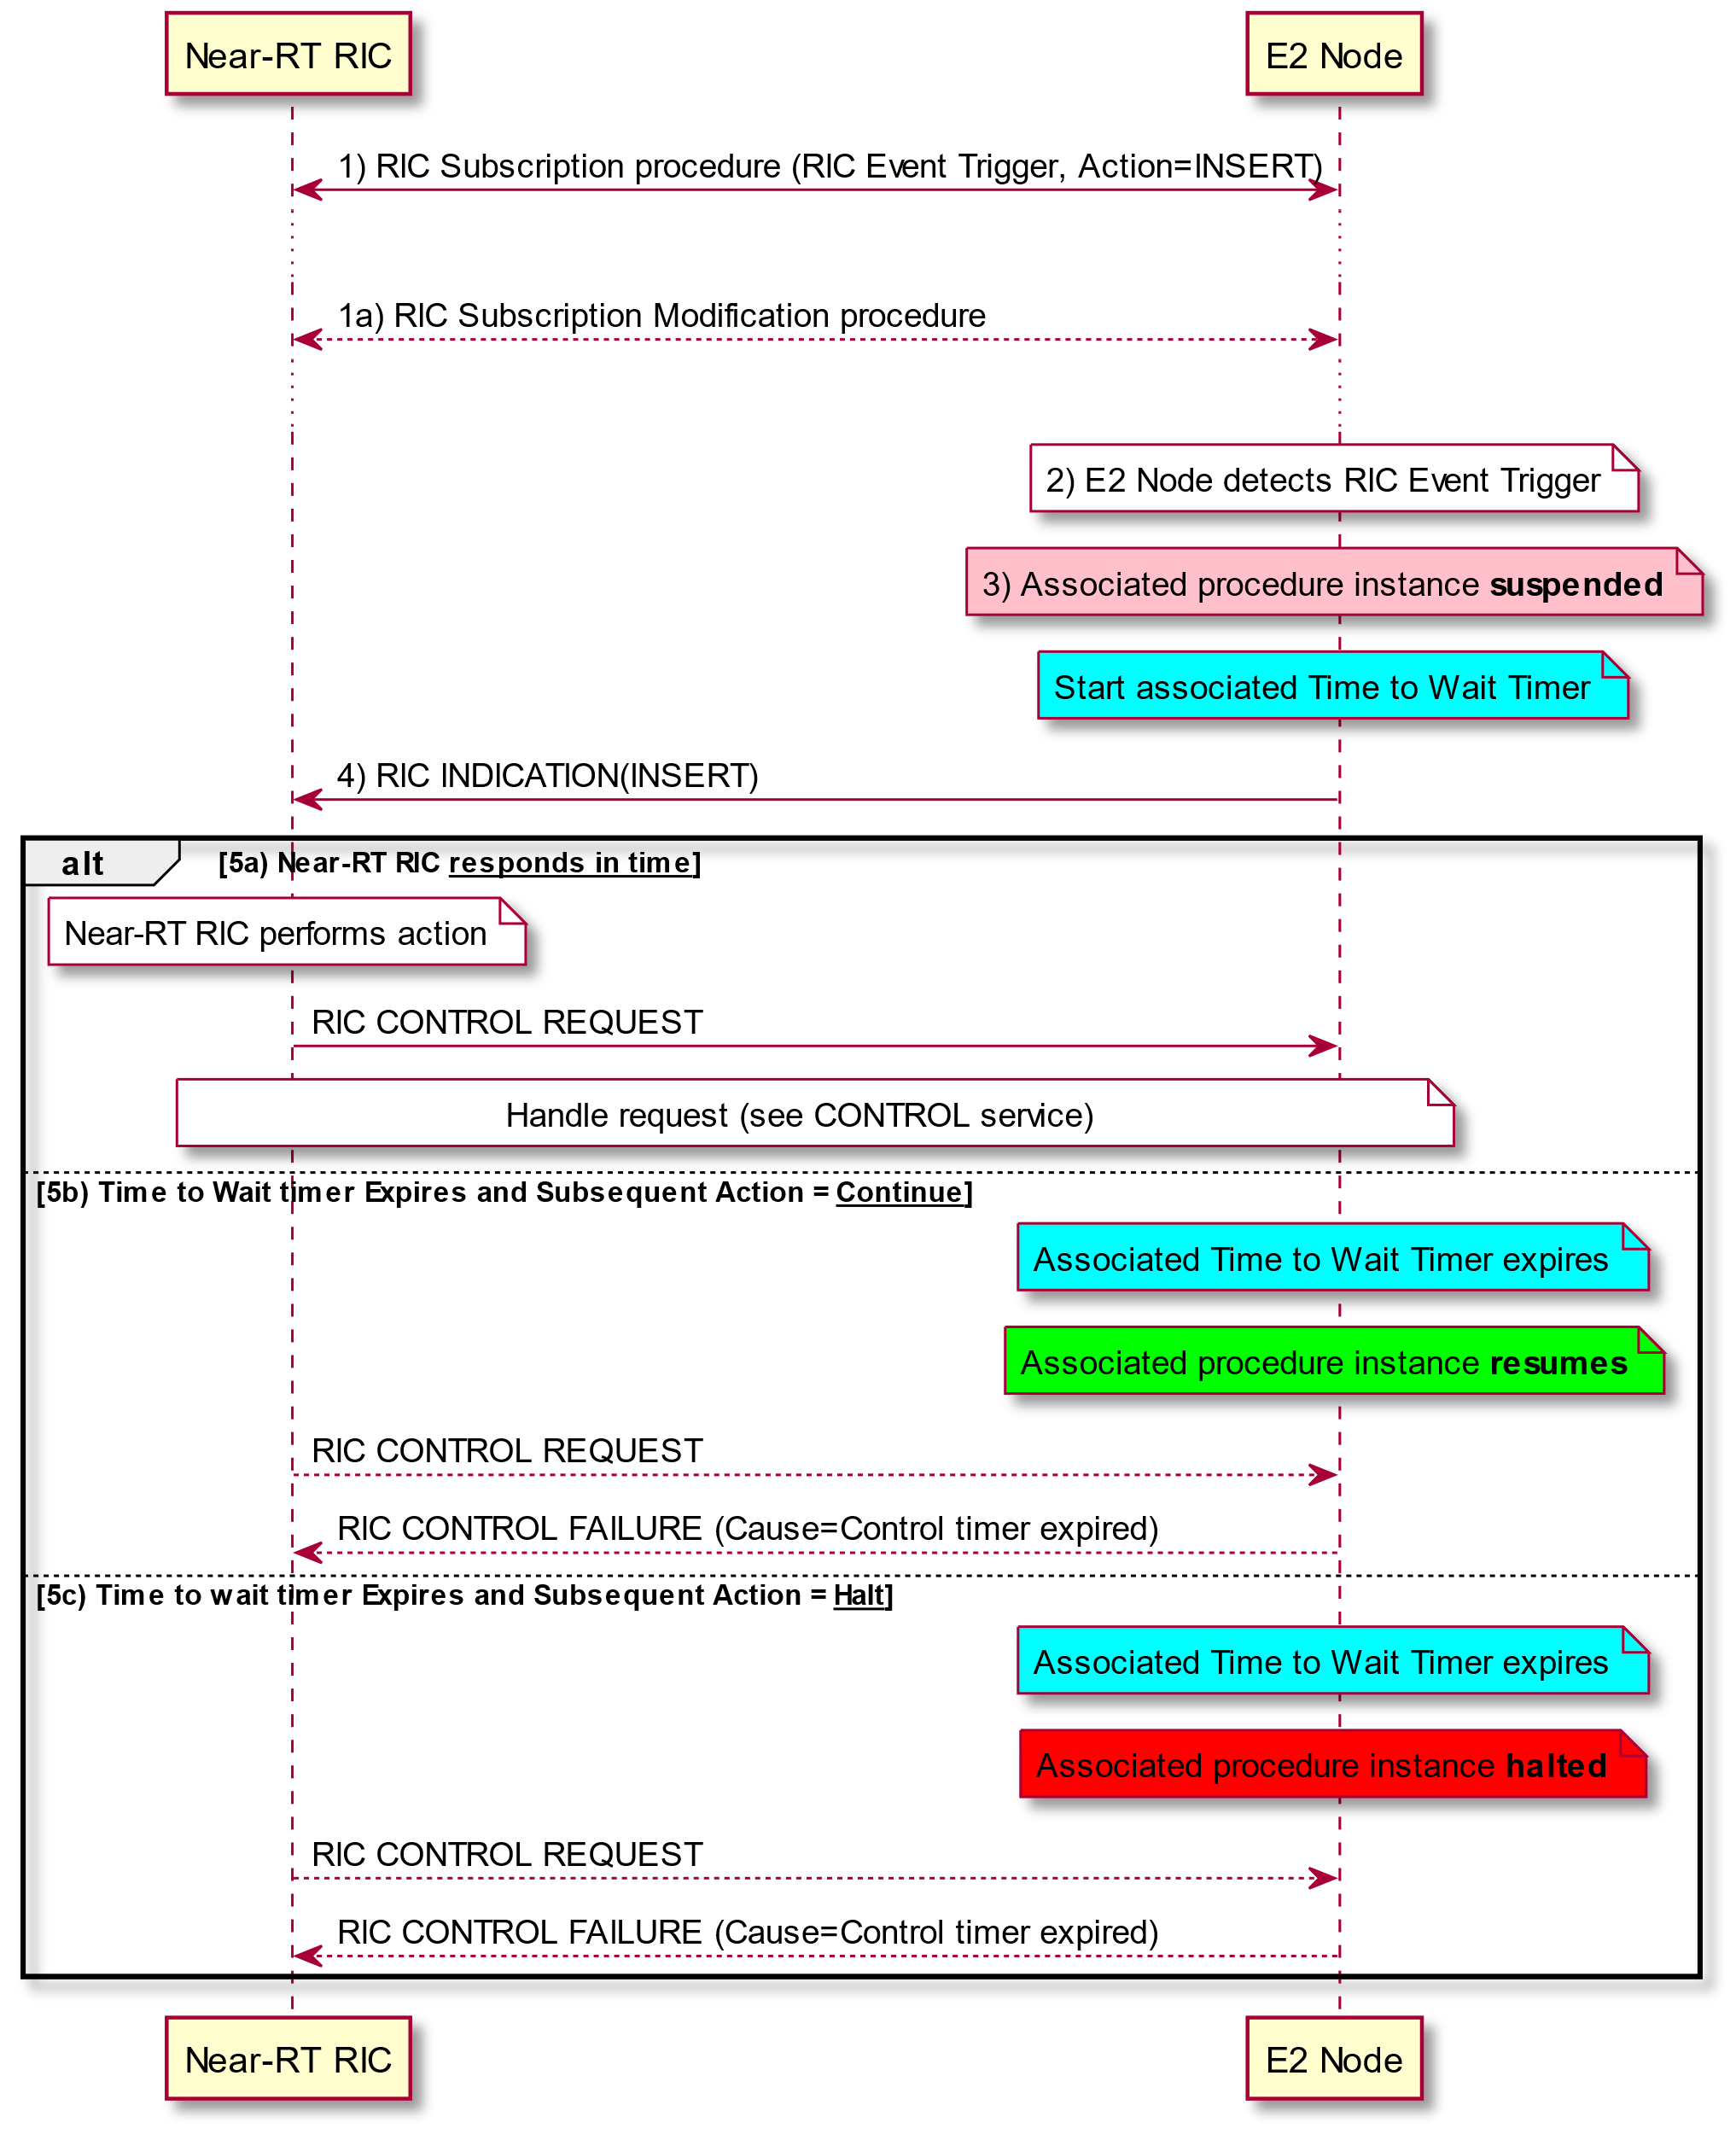 Near-RT RIC
E2 Node
1) RIC Subscription procedure (RIC Event Trigger, Action=INSERT)
1a) RIC Subscription Modification procedure
2) E2 Node detects RIC Event Trigger
3) Associated procedure instance suspended
Start associated Time to Wait Timer
4) RIC INDICATION(INSERT)
alt
[5a) Near-RT RIC responds in time]
Near-RT RIC performs action
RIC CONTROL REQUEST
Handle request (see CONTROL service)
[5b) Time to Wait timer Expires and Subsequent Action = Continue]
Associated Time to Wait Timer expires
Associated procedure instance resumes
RIC CONTROL REQUEST
RIC CONTROL FAILURE (Cause=Control timer expired)
[5c) Time to wait timer Expires and Subsequent Action = Halt]
Associated Time to Wait Timer expires
Associated procedure instance halted
RIC CONTROL REQUEST
RIC CONTROL FAILURE (Cause=Control timer expired)
Near-RT RIC
E2 Node